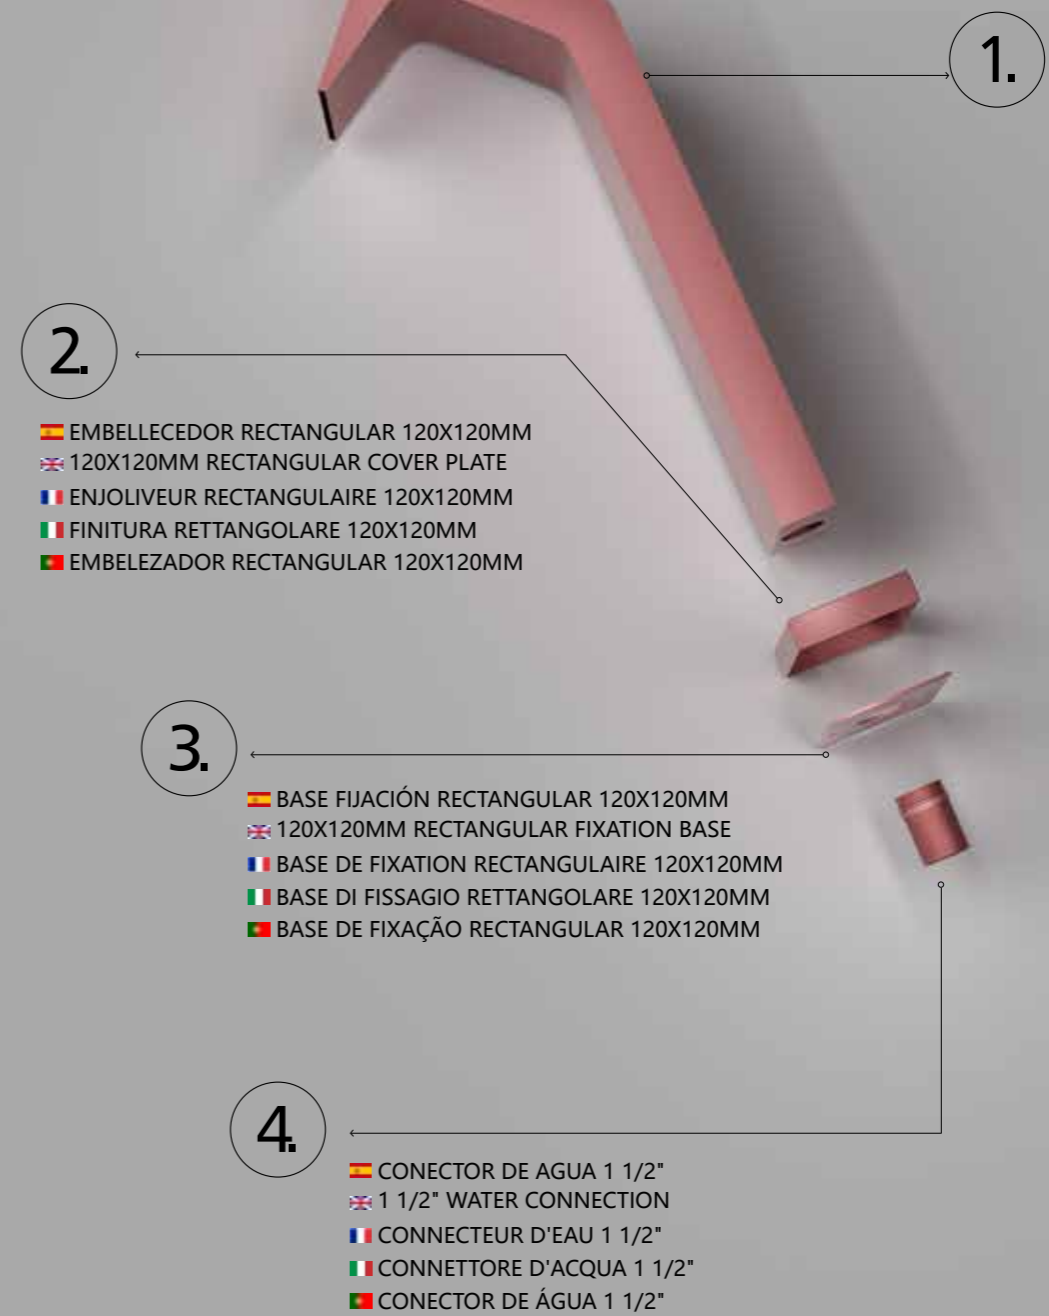 1.
2.
EMBELLECEDOR RECTANGULAR 120X120MM
120X120MM RECTANGULAR COVER PLATE
ENJOLIVEUR RECTANGULAIRE 120X120MM
FINITURA RETTANGOLARE 120X120MM
EMBELEZADOR RECTANGULAR 120X120MM
3.
BASE FIJACIÓN RECTANGULAR 120X120MM
120X120MM RECTANGULAR FIXATION BASE
BASE DE FIXATION RECTANGULAIRE 120X120MM
BASE DI FISSAGIO RETTANGOLARE 120X120MM
BASE DE FIXAÇÃO RECTANGULAR 120X120MM
4.
CONECTOR DE AGUA 1 1/2"
1 1/2" WATER CONNECTION
CONNECTEUR D'EAU 1 1/2"
CONNETTORE D'ACQUA 1 1/2"
CONECTOR DE ÁGUA 1 1/2"